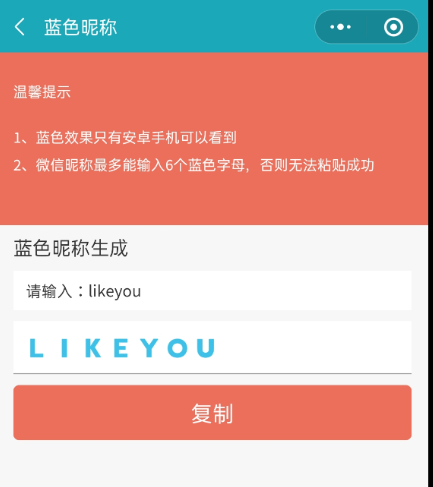 蓝色昵称
温馨提示
1、蓝色效果只有安卓手机可以看到
2、微信昵称最多能输入6个蓝色字母，否则无法粘贴成功
蓝色昵称生成
请输入：likeyou
L I K E Y O U
复制